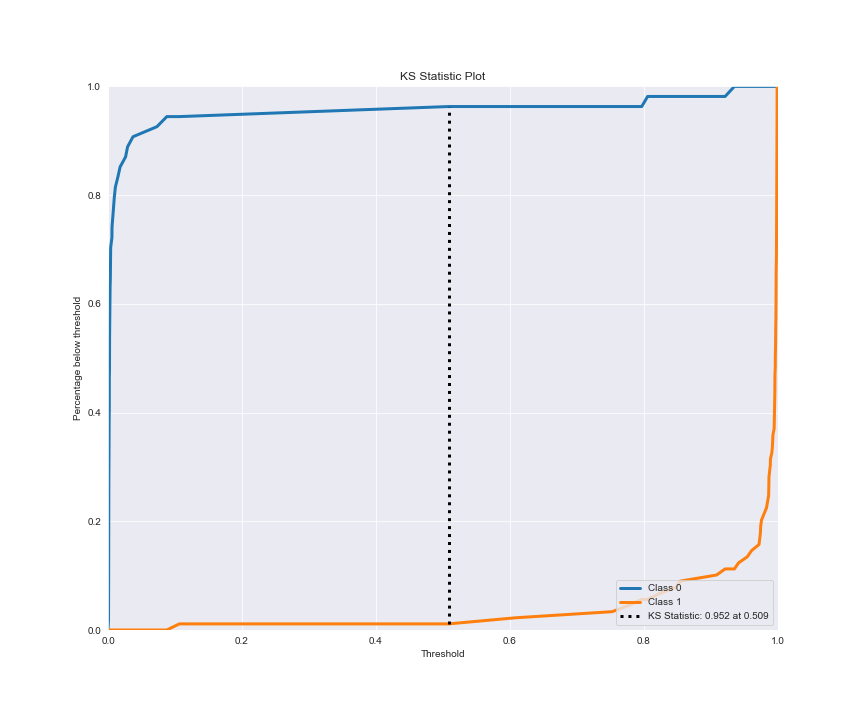 KS Statistic Plot
1.0
0.8
0.6
0.4
0.2
0.0
Percentage below threshold
Class 0
Class 1
KS Statistic: 0.952 at 0.509
0.0 0.2 0.4 0.6 0.8 1.0
Threshold